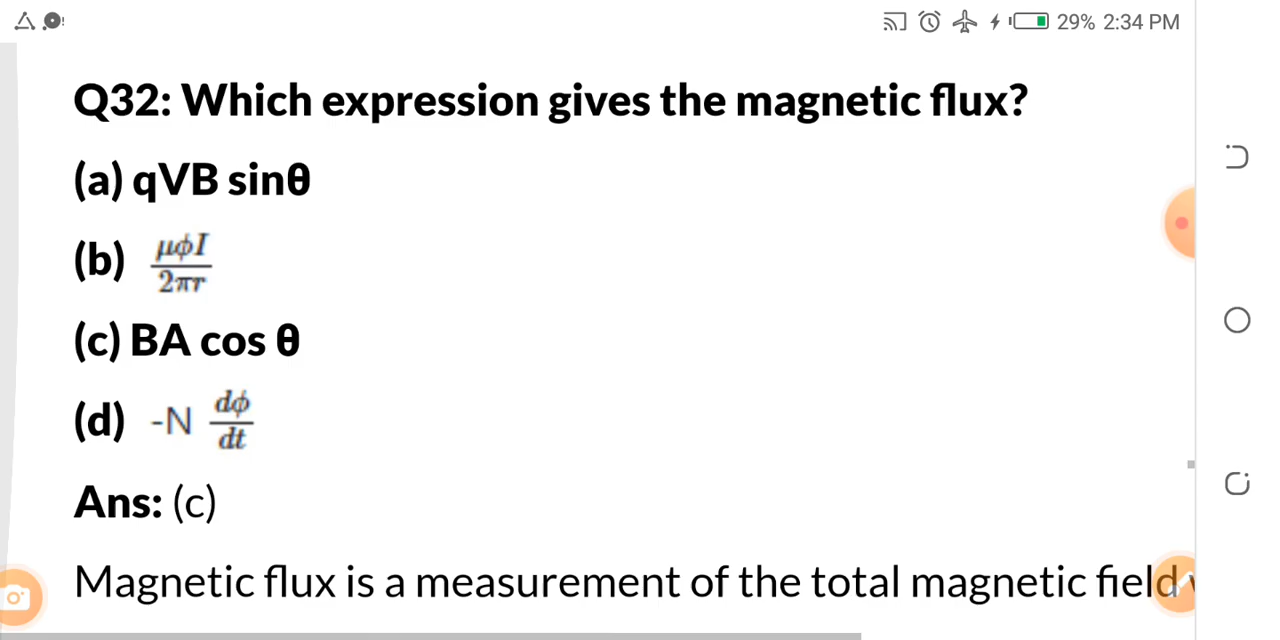 29% 2:34 PM
Q32: Which expression gives the magnetic flux?
(a) qVB sinθ
(b) μϕI / 2πr
(c) BA cos θ
(d) -N dϕ / dt
Ans: (c)
Magnetic flux is a measurement of the total magnetic field